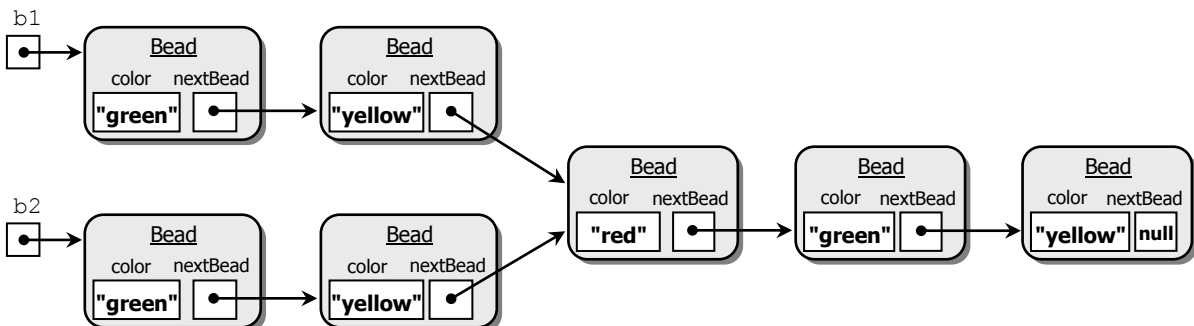 b1
Bead
color nextBead
"green"
Bead
color nextBead
"yellow"
Bead
color nextBead
"red"
Bead
color nextBead
"green"
Bead
color nextBead
"yellow" null
b2
Bead
color nextBead
"green"
Bead
color nextBead
"yellow"